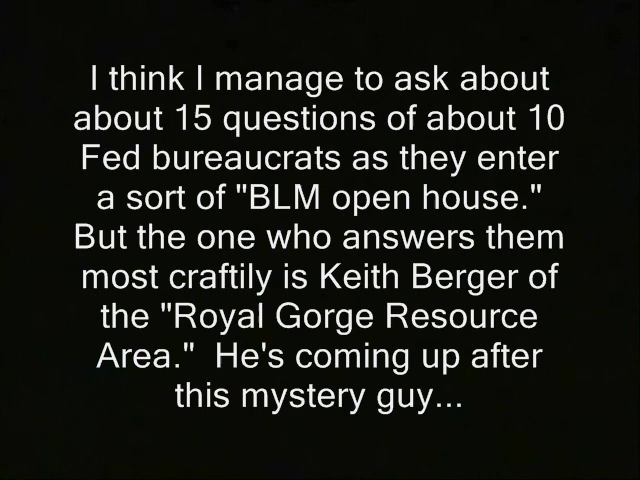 I think I manage to ask about
about 15 questions of about 10
Fed bureaucrats as they enter
a sort of "BLM open house."
But the one who answers them
most craftily is Keith Berger of
the "Royal Gorge Resource
Area."  He's coming up after
this mystery guy...